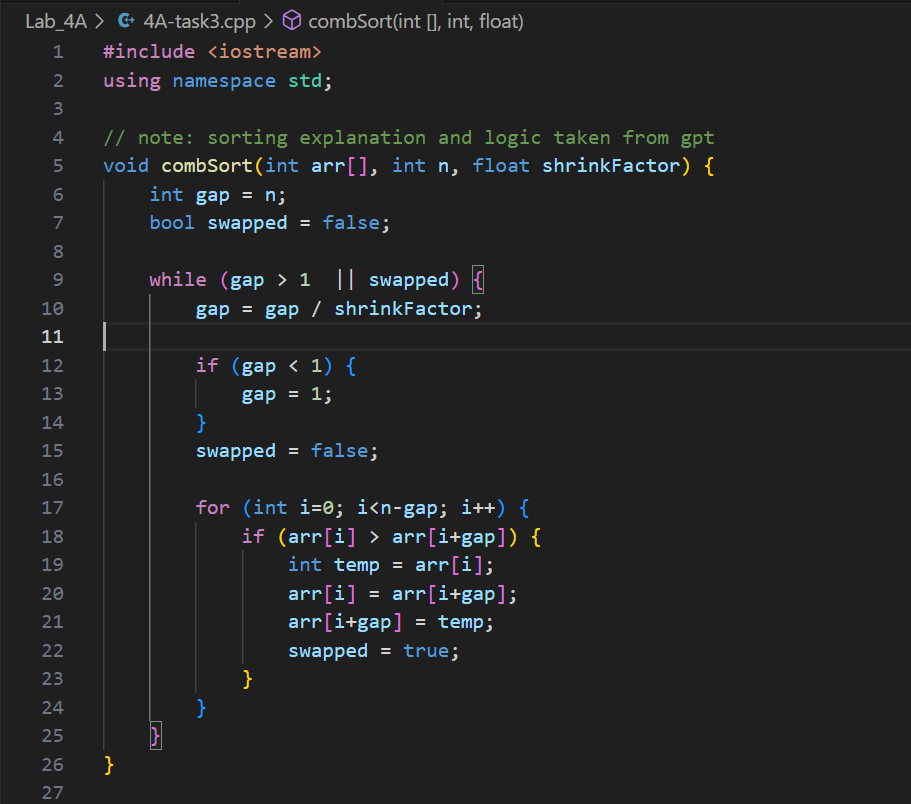 Lab_4A > 4A-task3.cpp > combSort(int [], int, float)
1 #include <iostream>
2 using namespace std;
3
4 // note: sorting explanation and logic taken from gpt
5 void combSort(int arr[], int n, float shrinkFactor) {
6     int gap = n;
7     bool swapped = false;
8
9     while (gap > 1  || swapped) {
10         gap = gap / shrinkFactor;
11
12         if (gap < 1) {
13             gap = 1;
14         }
15         swapped = false;
16
17         for (int i=0; i<n-gap; i++) {
18             if (arr[i] > arr[i+gap]) {
19                 int temp = arr[i];
20                 arr[i] = arr[i+gap];
21                 arr[i+gap] = temp;
22                 swapped = true;
23             }
24         }
25     }
26 }
27